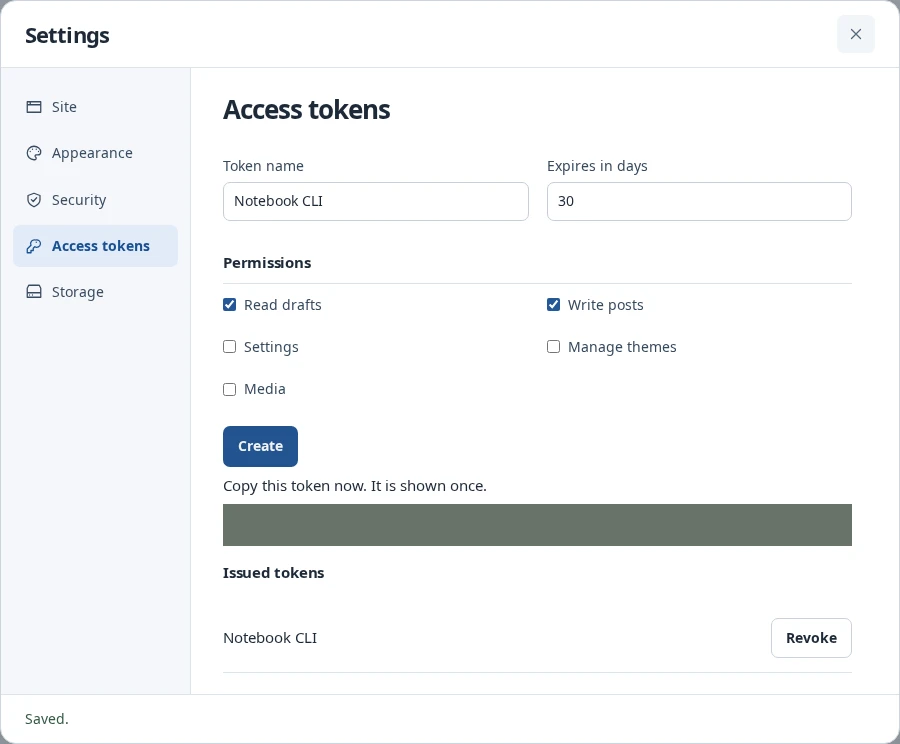 Settings
Site
Appearance
Security
Access tokens
Storage
Access tokens
Token name
Expires in days
Notebook CLI
30
Permissions
Read drafts
Write posts
Settings
Manage themes
Media
Create
Copy this token now. It is shown once.
Issued tokens
Notebook CLI
Revoke
Saved.